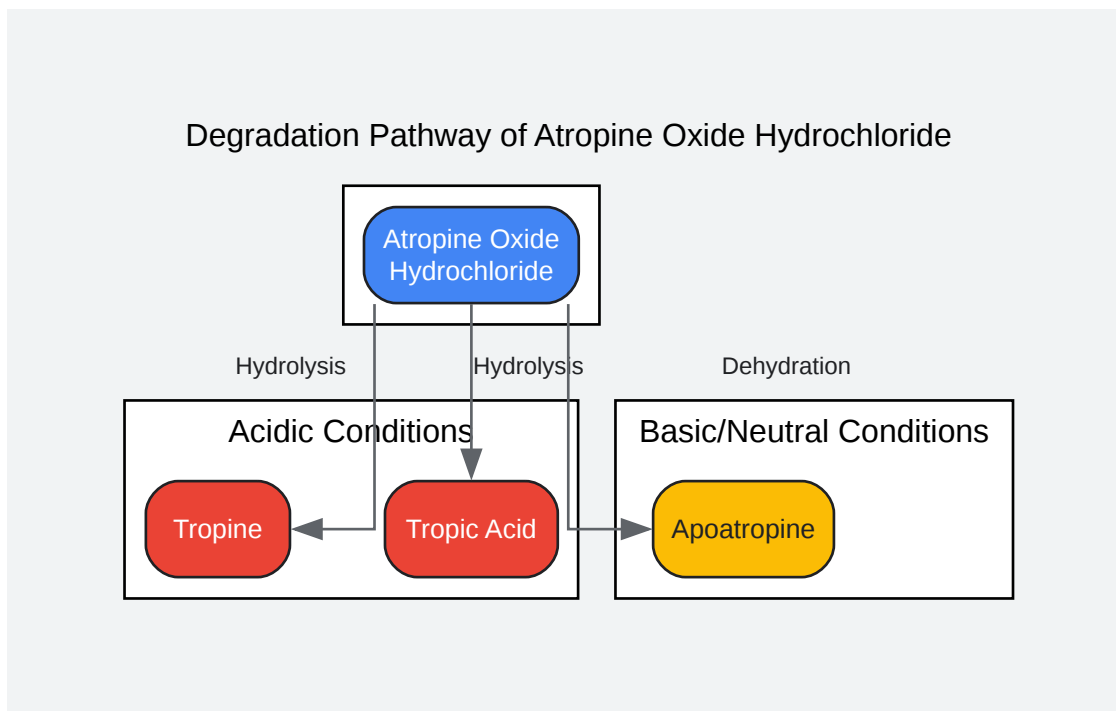 Degradation Pathway of Atropine Oxide Hydrochloride
Atropine Oxide
Hydrochloride
Hydrolysis
Hydrolysis
Dehydration
Acidic Conditions
Basic/Neutral Conditions
Tropine
Tropic Acid
Apoatropine